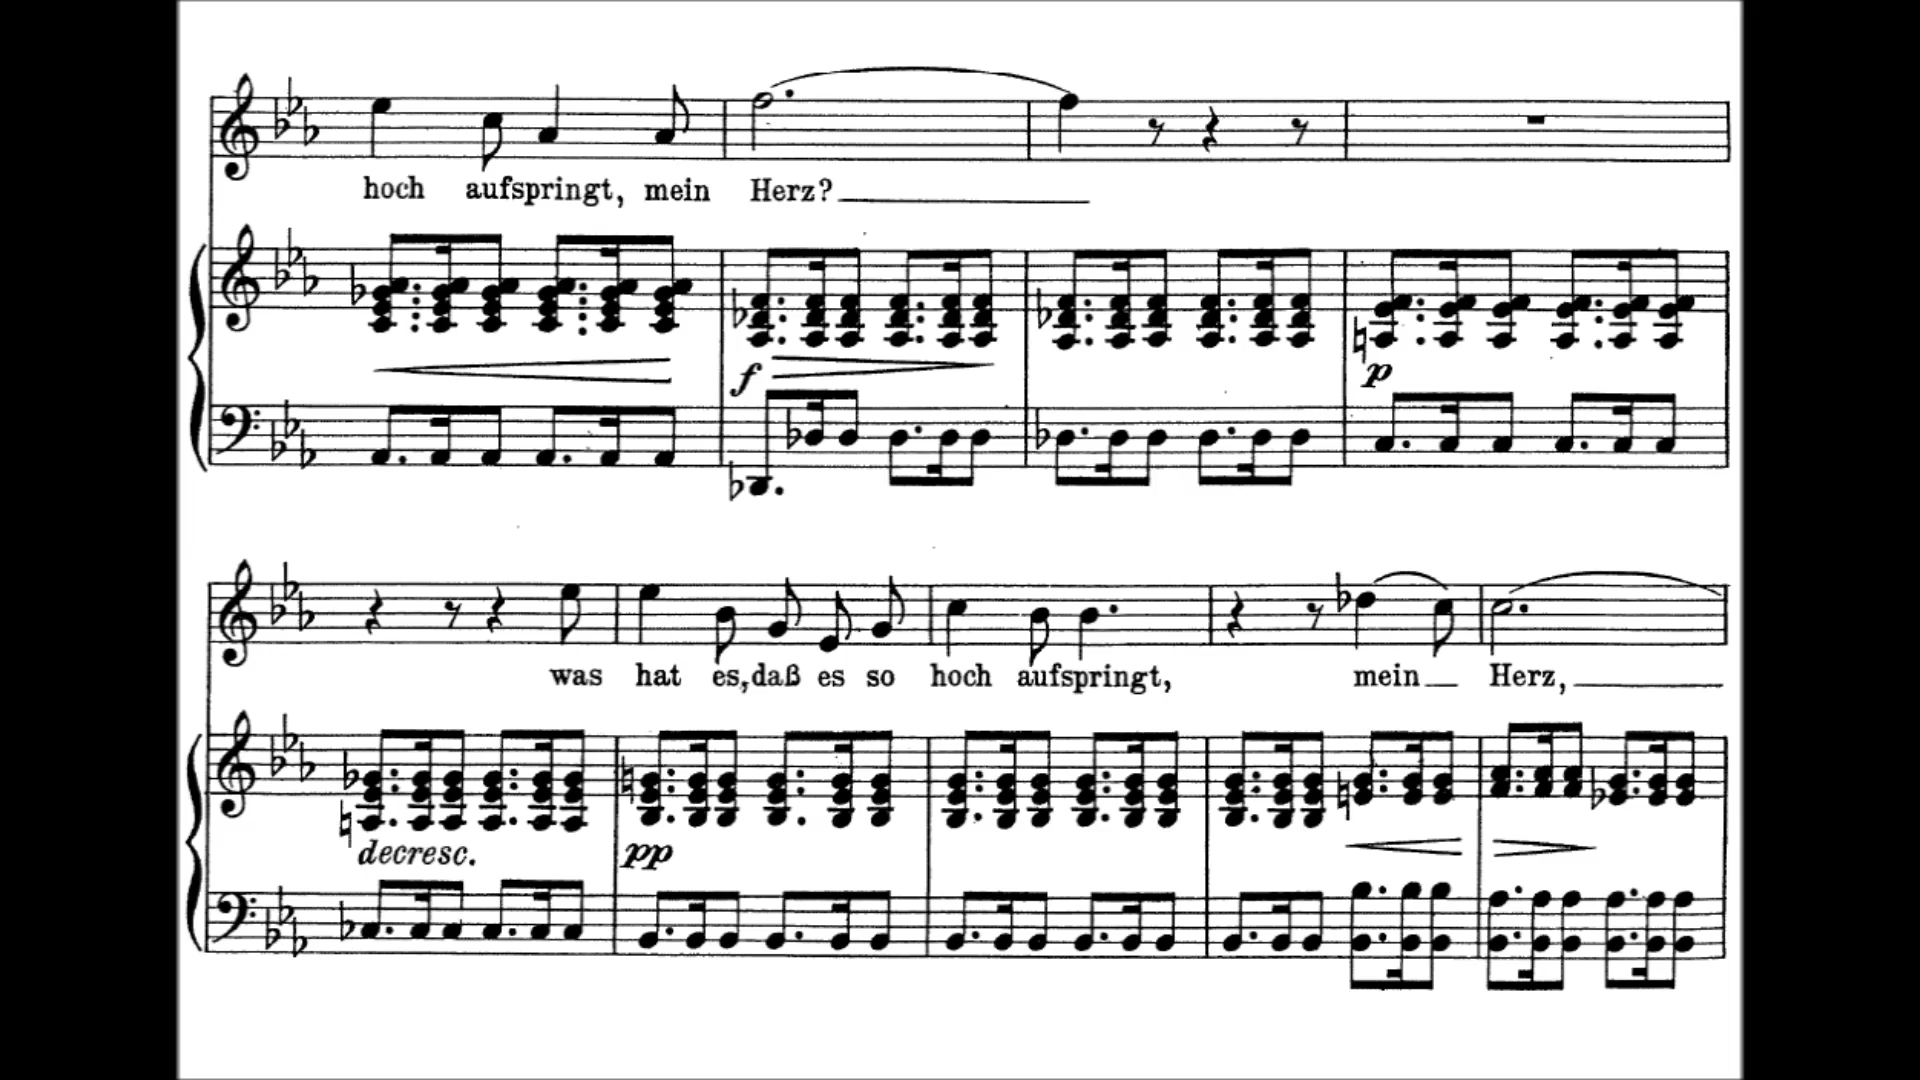 hoch aufspringt, mein Herz?
f
p
was hat es, daß es so hoch aufspringt, mein Herz,
decresc.
pp